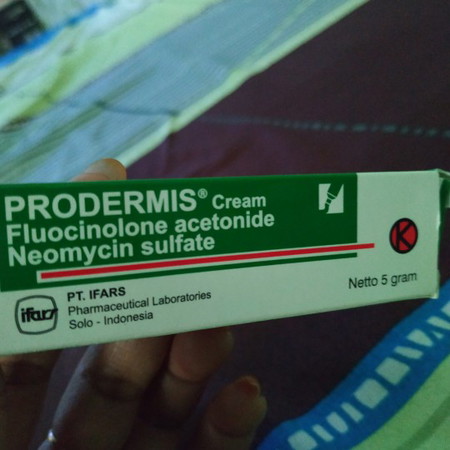 PRODERMIS® Cream
Fluocinolone acetonide
Neomycin sulfate
K
Netto 5 gram
ifars
PT. IFARS
Pharmaceutical Laboratories
Solo - Indonesia